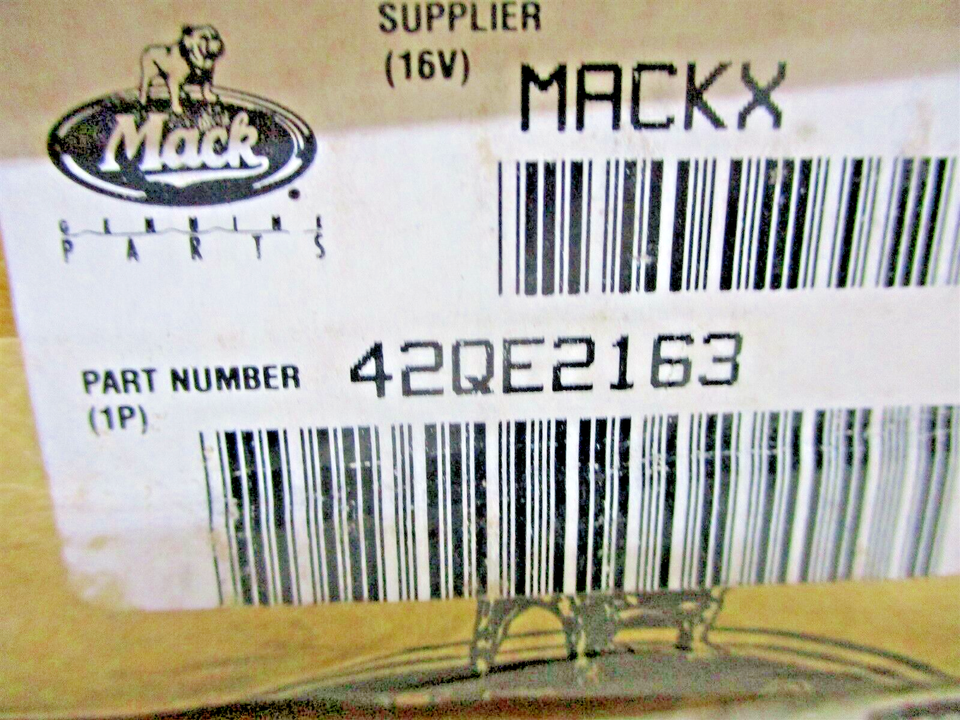 SUPPLIER
(16V)
MACKX
Mack
GENUINE
PARTS
PART NUMBER
(1P)
42QE2163